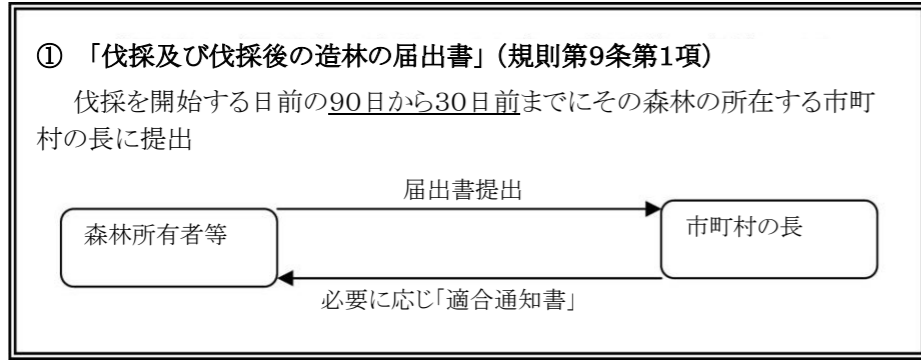 ① 「伐採及び伐採後の造林の届出書」（規則第9条第1項）
伐採を開始する日前の90日から30日前までにその森林の所在する市町
村の長に提出
届出書提出
森林所有者等
市町村の長
必要に応じ「適合通知書」